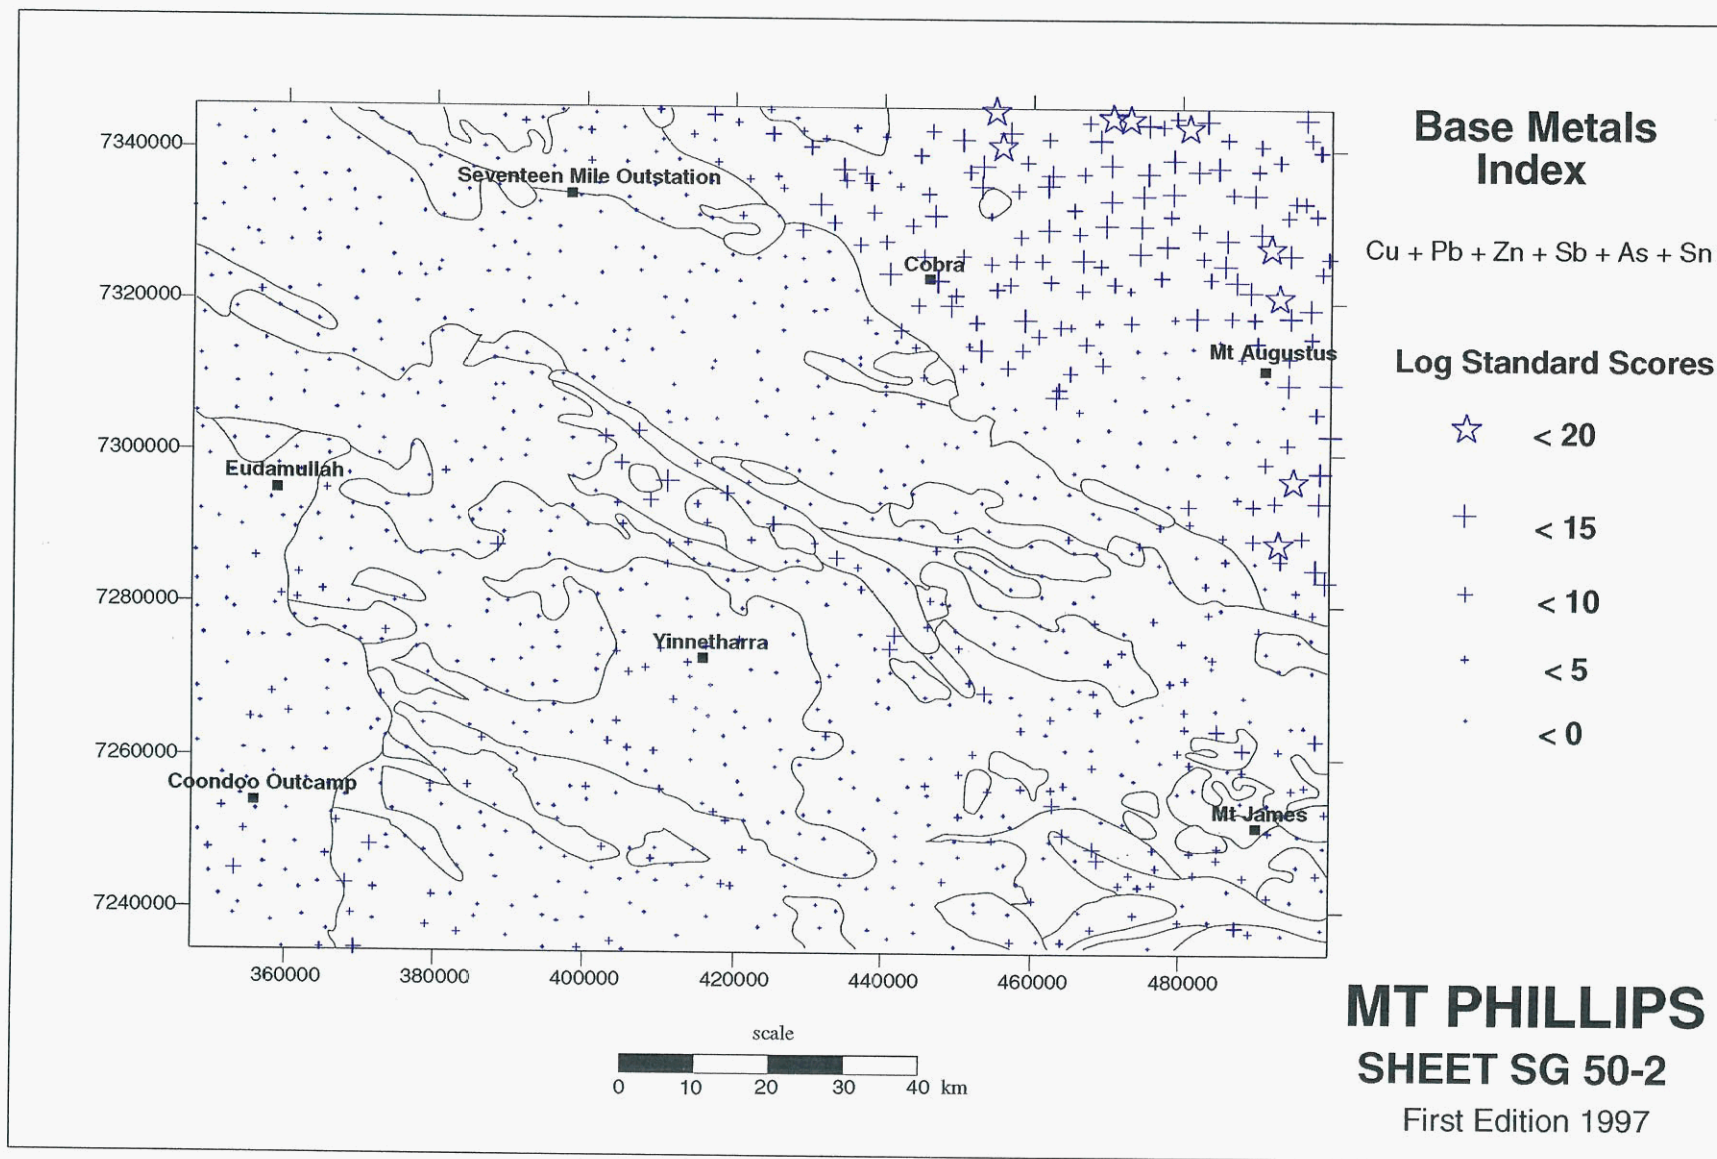 Base Metals
Index
Cu + Pb + Zn + Sb + As + Sn
Log Standard Scores
< 20
< 15
< 10
< 5
< 0
7340000
7320000
7300000
7280000
7260000
7240000
Seventeen Mile Outstation
Cobra
Mt Augustus
Eudamullah
Yinnetharra
Coondoo Outcamp
Mt James
360000
380000
400000
420000
440000
460000
480000
scale
0 10 20 30 40 km
MT PHILLIPS
SHEET SG 50-2
First Edition 1997